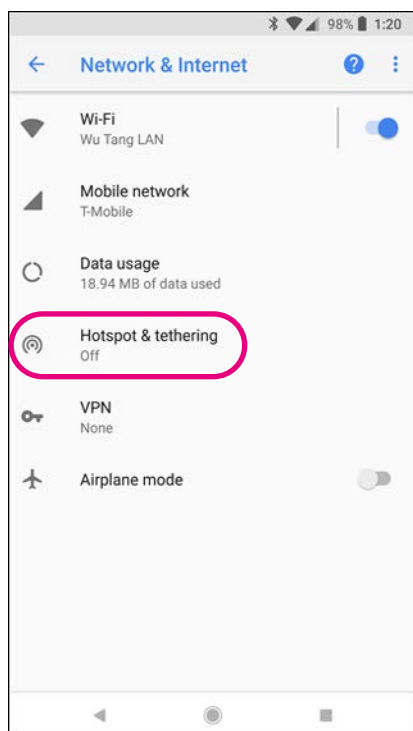 98% 1:20
Network & Internet ?
Wi-Fi
Wu Tang LAN
Mobile network
T-Mobile
Data usage
18.94 MB of data used
Hotspot & tethering
Off
VPN
None
Airplane mode